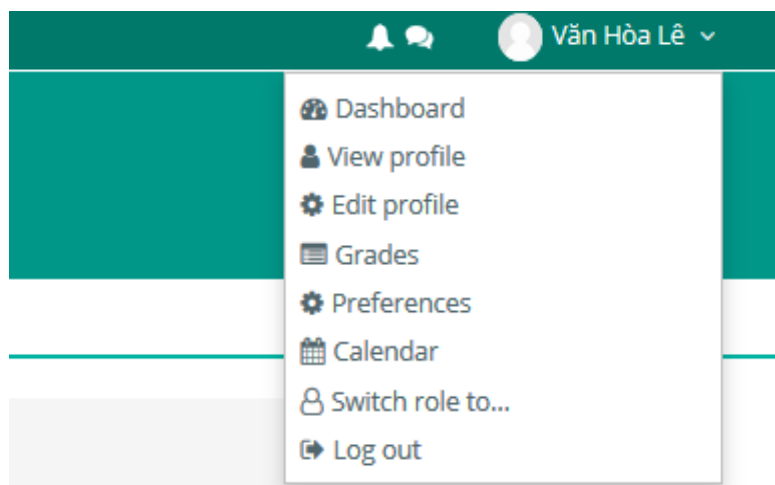 Văn Hòa Lê
Dashboard
View profile
Edit profile
Grades
Preferences
Calendar
Switch role to...
Log out